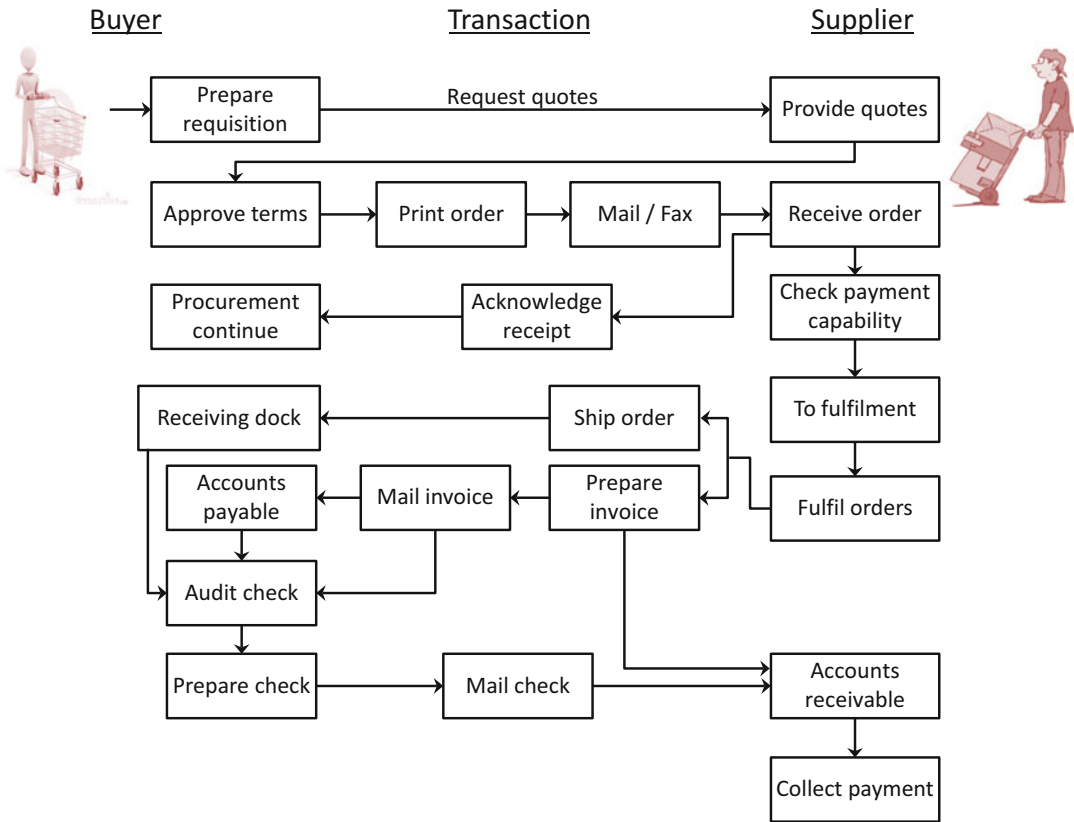 Buyer
Transaction
Supplier
Prepare
requisition
Request quotes
Provide quotes
Approve terms
Print order
Mail / Fax
Receive order
Procurement
continue
Acknowledge
receipt
Check payment
capability
Receiving dock
Ship order
To fulfilment
Accounts
payable
Mail invoice
Prepare
invoice
Fulfil orders
Audit check
Prepare check
Mail check
Accounts
receivable
Collect payment